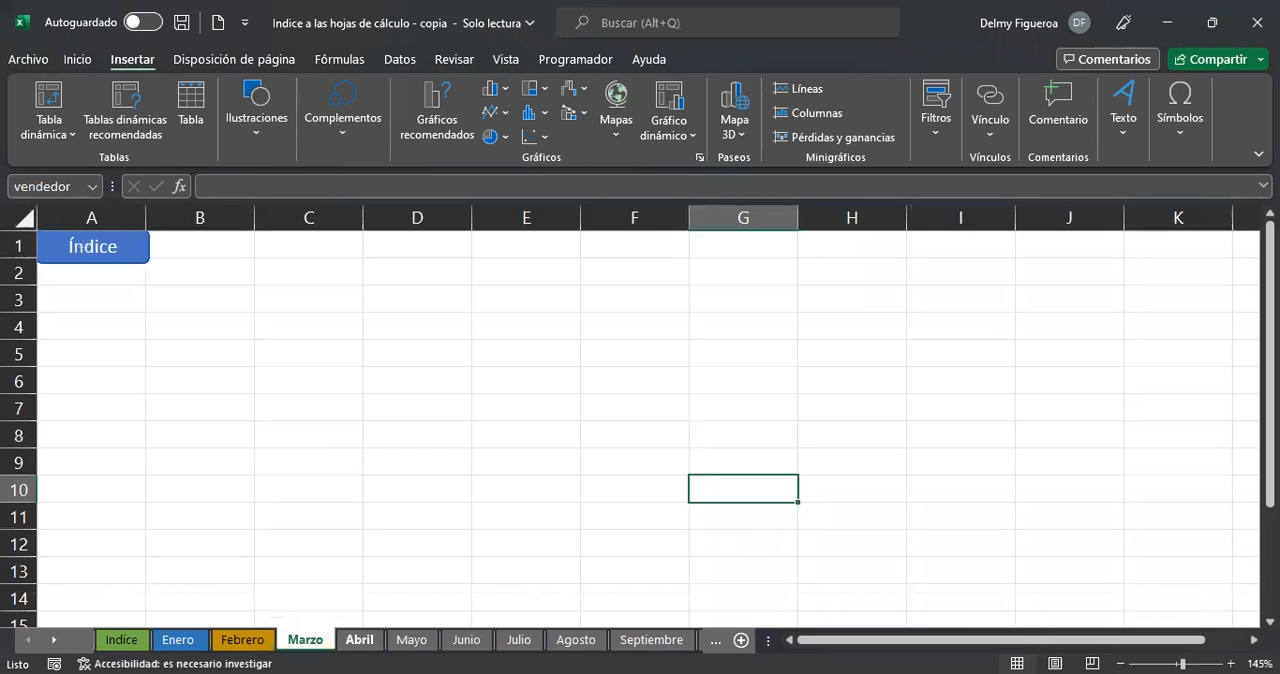 Autoguardado
Indice a las hojas de cálculo - copia - Solo lectura
Buscar (Alt+Q)
Delmy Figueroa
DF
Archivo Inicio Insertar Disposición de página Fórmulas Datos Revisar Vista Programador Ayuda
Comentarios
Compartir
Tabla dinámica
Tablas dinámicas recomendadas
Tabla
Tablas
Ilustraciones
Complementos
Gráficos recomendados
Mapas
Gráfico dinámico
Gráficos
Mapa 3D
Paseos
Líneas
Columnas
Pérdidas y ganancias
Minigráficos
Filtros
Vínculo
Vínculos
Comentario
Comentarios
Texto
Símbolos
vendedor
fx
A B C D E F G H I J K
1 Índice
2
3
4
5
6
7
8
9
10
11
12
13
14
15
Indice Enero Febrero Marzo Abril Mayo Junio Julio Agosto Septiembre ...
Listo
Accesibilidad: es necesario investigar
145%